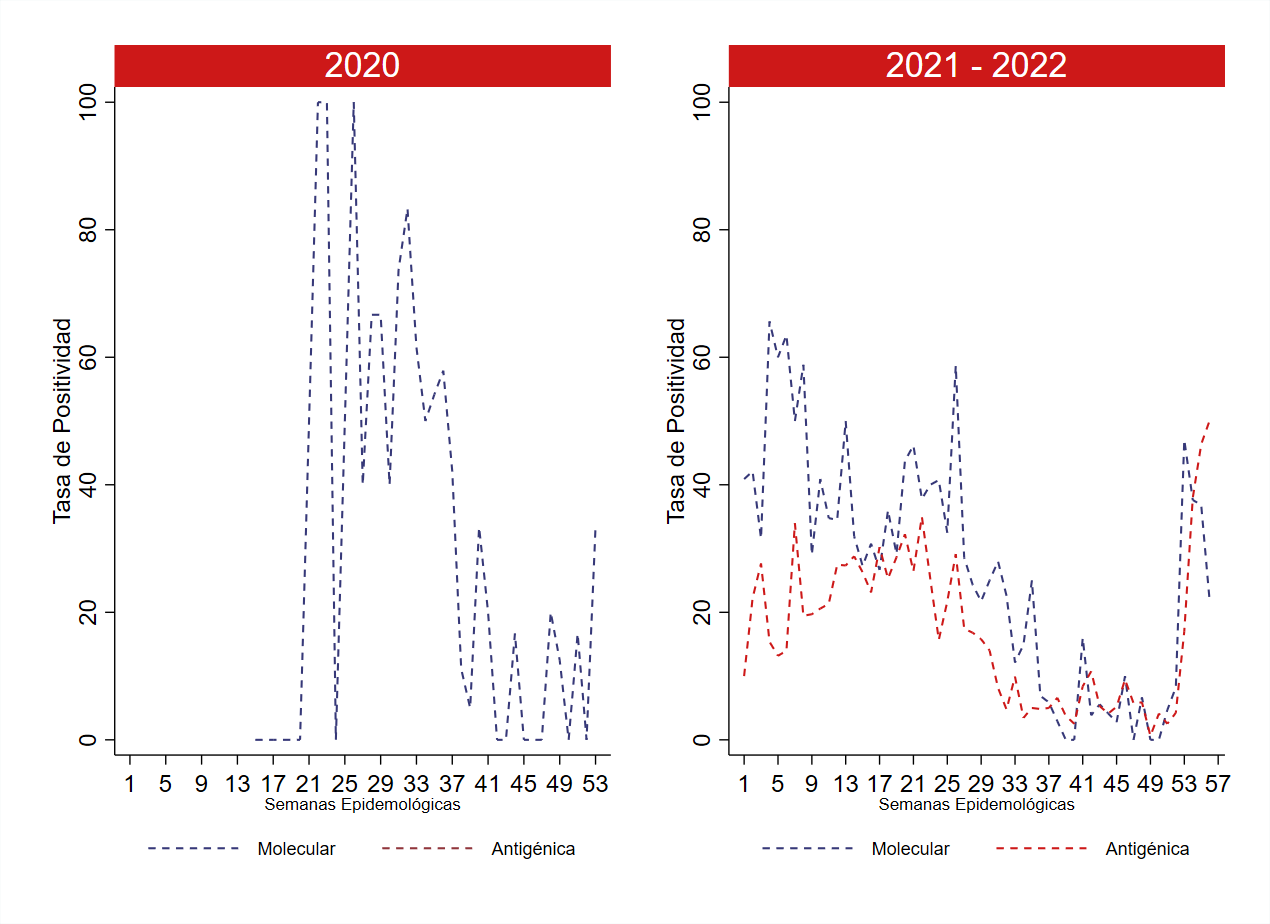 2020
Tasa de Positividad
100
80
60
40
20
0
1 5 9 13 17 21 25 29 33 37 41 45 49 53
Semanas Epidemológicas
Molecular Antigénica
2021 - 2022
Tasa de Positividad
100
80
60
40
20
0
1 5 9 13 17 21 25 29 33 37 41 45 49 53 57
Semanas Epidemológicas
Molecular Antigénica